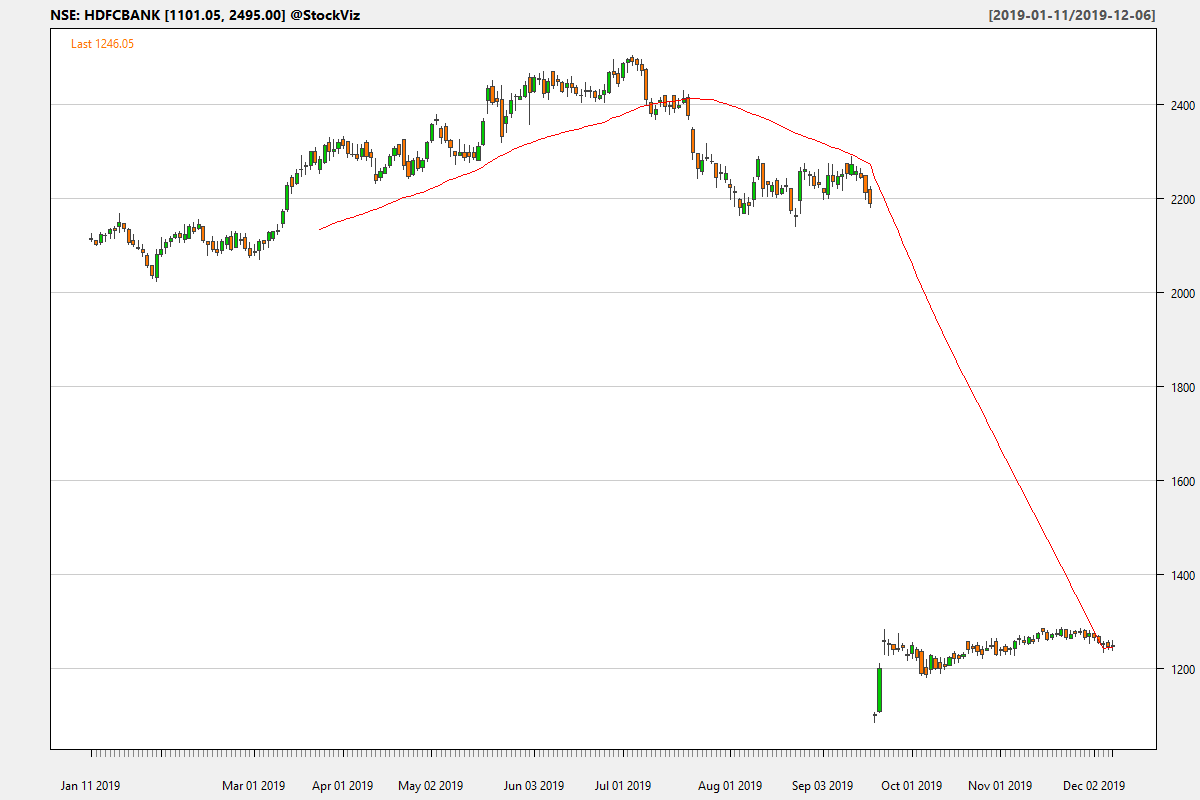 NSE: HDFCBANK [1101.05, 2495.00] @StockViz
[2019-01-11/2019-12-06]
Last 1246.05
2400
2200
2000
1800
1600
1400
1200
Jan 11 2019
Mar 01 2019
Apr 01 2019
May 02 2019
Jun 03 2019
Jul 01 2019
Aug 01 2019
Sep 03 2019
Oct 01 2019
Nov 01 2019
Dec 02 2019